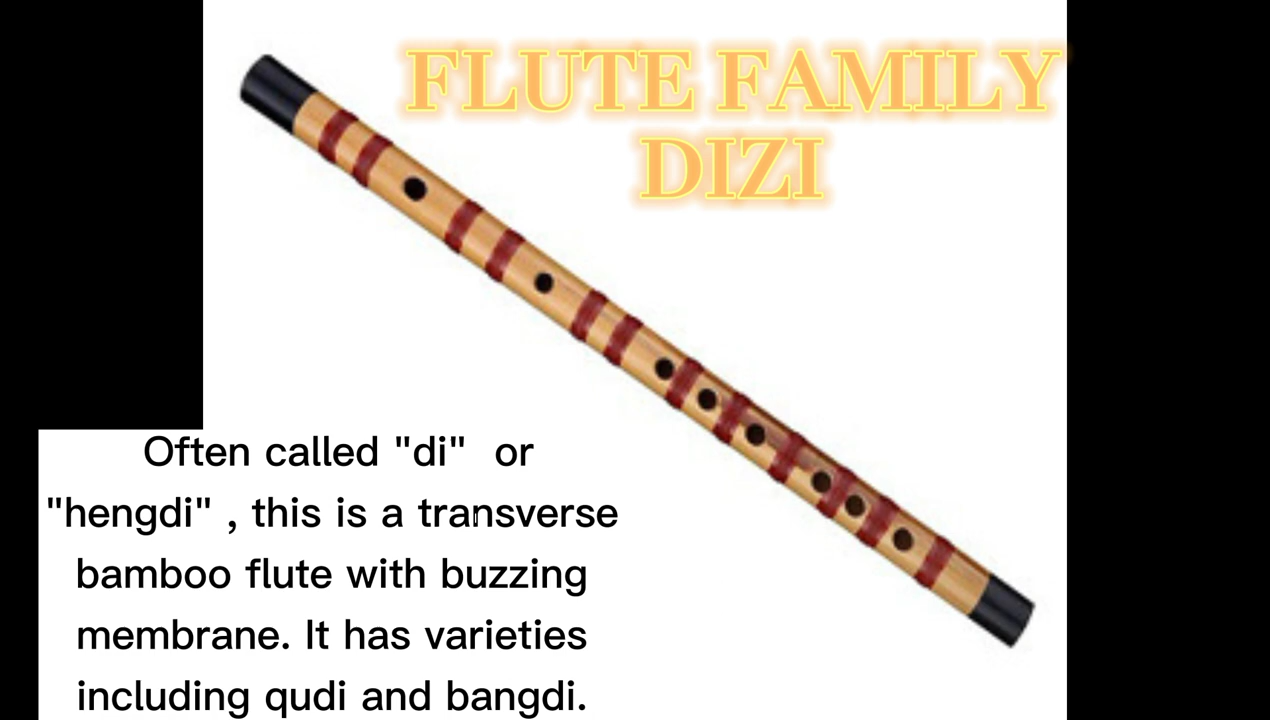 FLUTE FAMILY
DIZI
Often called "di" or
"hengdi" , this is a transverse
bamboo flute with buzzing
membrane. It has varieties
including qudi and bangdi.